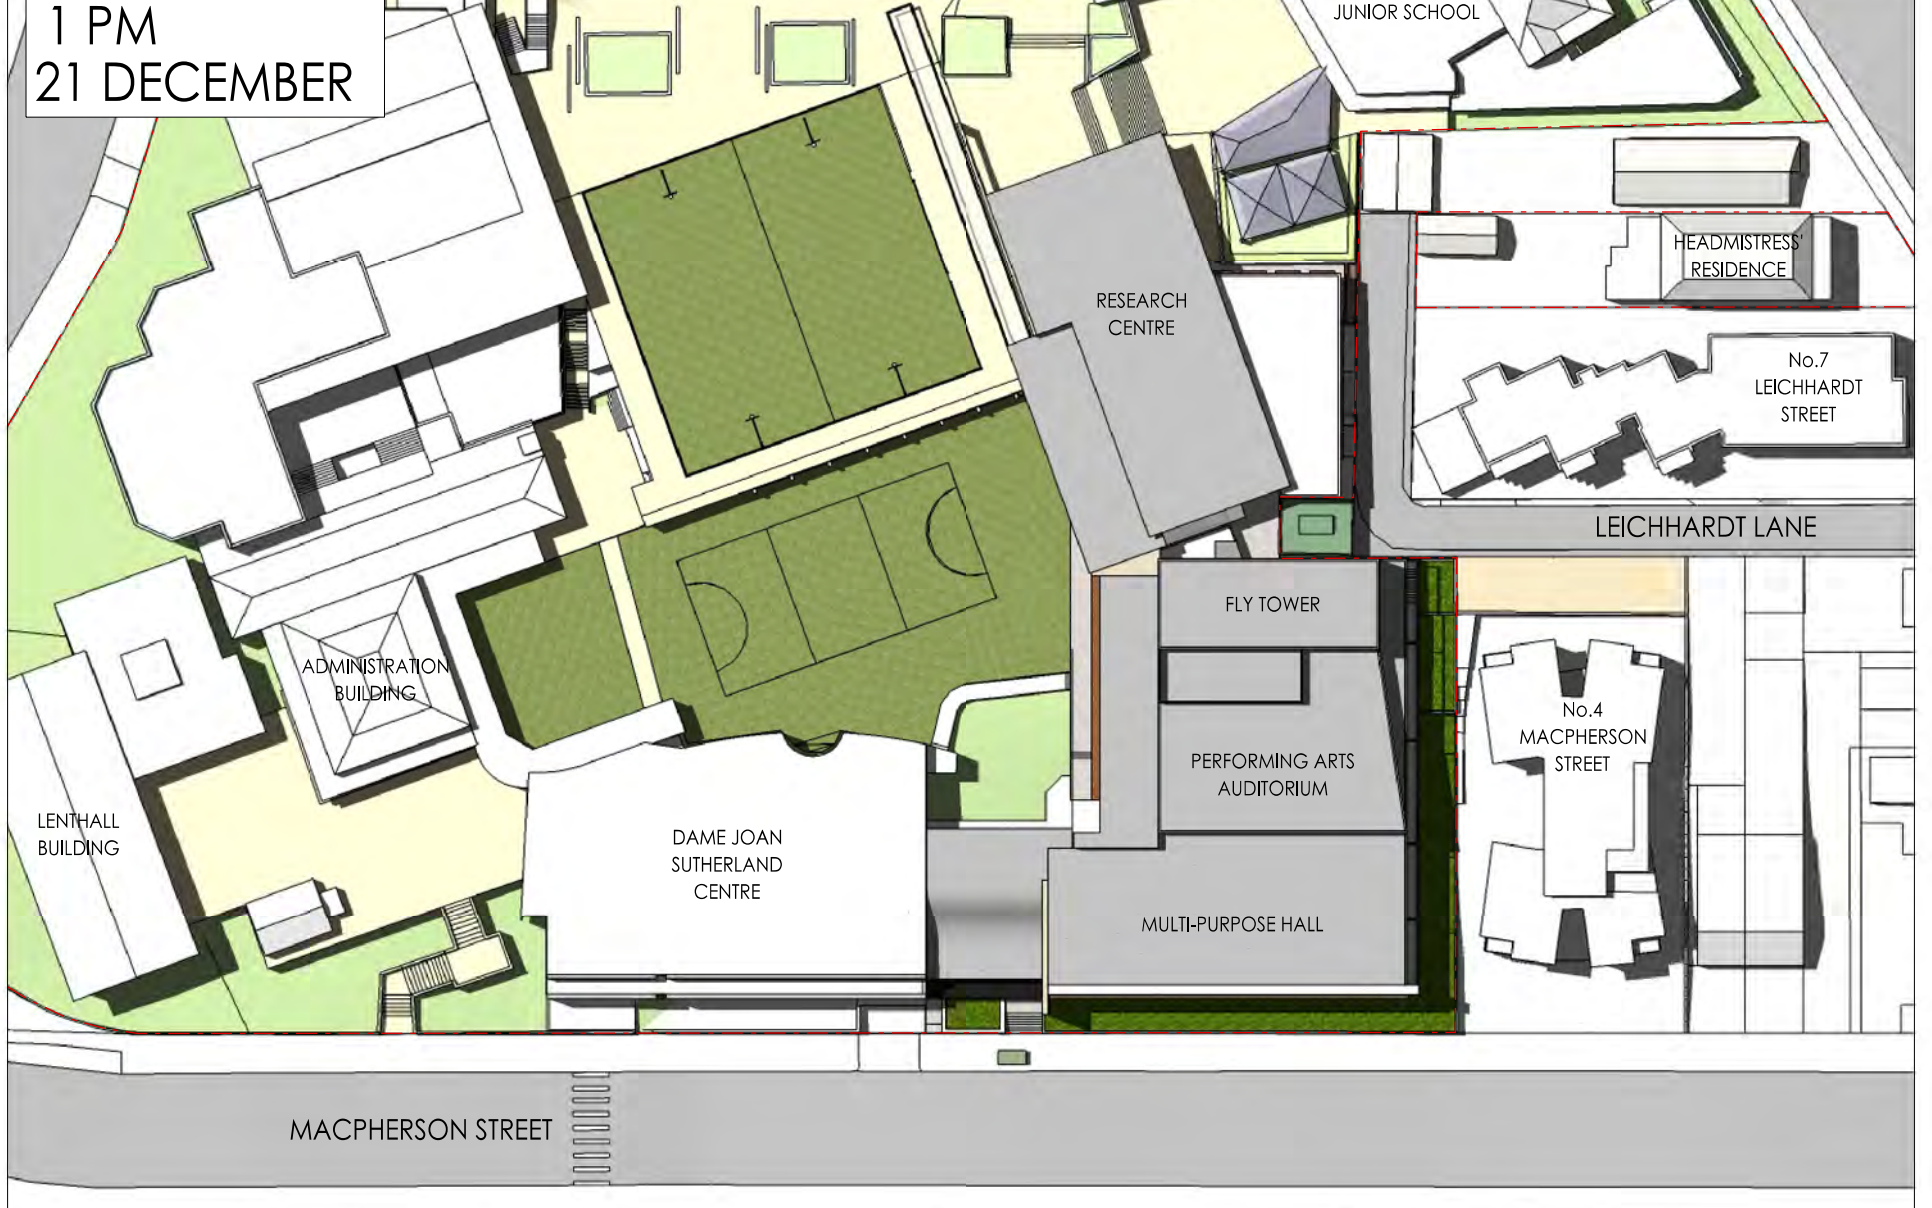 1 PM
21 DECEMBER
JUNIOR SCHOOL
HEADMISTRESS'
RESIDENCE
RESEARCH
CENTRE
No.7
LEICHHARDT
STREET
LEICHHARDT LANE
FLY TOWER
ADMINISTRATION
BUILDING
No.4
MACPHERSON
STREET
PERFORMING ARTS
AUDITORIUM
LENTHALL
BUILDING
DAME JOAN
SUTHERLAND
CENTRE
MULTI-PURPOSE HALL
MACPHERSON STREET